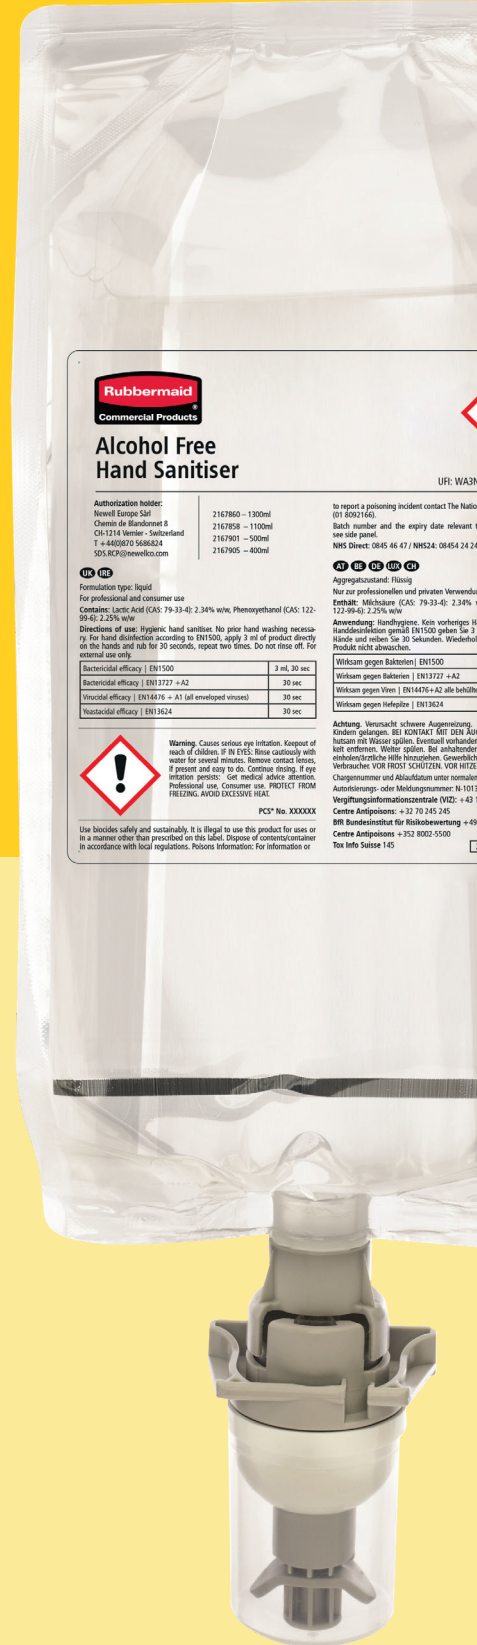 Rubbermaid
®
Commercial Products
Alcohol Free
Hand Sanitiser
UFI: WA3N
Authorization holder:
Newell Europe Sàrl
Chemin de Blandonnet 8
CH-1214 Vernier - Switzerland
T +44(0)870 5686824
SDS.RCP@newellco.com
2167860 – 1300ml
2167858 – 1100ml
2167901 – 500ml
2167905 – 400ml
UK IRE
Formulation type: liquid
For professional and consumer use
Contains: Lactic Acid (CAS: 79-33-4): 2.34% w/w, Phenoxyethanol (CAS: 122-
99-6): 2.25% w/w
Directions of use: Hygienic hand sanitiser. No prior hand washing necessa-
ry. For hand disinfection according to EN1500, apply 3 ml of product directly
on the hands and rub for 30 seconds, repeat two times. Do not rinse off. For
external use only.
Bactericidal efficacy | EN1500 3 ml, 30 sec
Bactericidal efficacy | EN13727 +A2 30 sec
Virucidal efficacy | EN14476 + A1 (all enveloped viruses) 30 sec
Yeastacidal efficacy | EN13624 30 sec
Warning. Causes serious eye irritation. Keepout of
reach of children. IF IN EYES: Rinse cautiously with
water for several minutes. Remove contact lenses,
if present and easy to do. Continue rinsing. If eye
irritation persists: Get medical advice attention.
Professional use, Consumer use. PROTECT FROM
FREEZING. AVOID EXCESSIVE HEAT.
PCS* No. XXXXXX
Use biocides safely and sustainably. It is illegal to use this product for uses or
in a manner other than prescribed on this label. Dispose of contents/container
in accordance with local regulations. Poisons Information: For information or
to report a poisoning incident contact The Natio
(01 8092166).
Batch number and the expiry date relevant t
see side panel.
NHS Direct: 0845 46 47 / NHS24: 08454 24 24
AT BE DE LUX CH
Aggregatszustand: Flüssig
Nur zur professionellen und privaten Verwendu
Enthält: Milchsäure (CAS: 79-33-4): 2.34%
122-99-6): 2.25% w/w
Anwendung: Handhygiene. Kein vorheriges H
Handdesinfektion gemäß EN1500 geben Sie 3
Hände und reiben Sie 30 Sekunden. Wiederhol
Produkt nicht abwaschen.
Wirksam gegen Bakterien| EN1500
Wirksam gegen Bakterien | EN13727 +A2
Wirksam gegen Viren | EN14476+A2 alle behüllte
Wirksam gegen Hefepilze | EN13624
Achtung. Verursacht schwere Augenreizung.
Kindern gelangen. BEI KONTAKT MIT DEN AUG
hutsam mit Wasser spülen. Eventuell vorhanden
keit entfernen. Weiter spülen. Bei anhaltender
einholen/ärztliche Hilfe hinzuziehen. Gewerblich
Verbraucher. VOR FROST SCHÜTZEN. VOR HITZE
Chargennummer und Ablaufdatum unter normalen
Autorisierungs- oder Meldungsnummer: N-1013
Vergiftungsinformationszentrale (VIZ): +43 1
Centre Antipoisons: +32 70 245 245
BfR Bundesinstitut für Risikobewertung +49
Centre Antipoisons +352 8002-5500
Tox Info Suisse 145